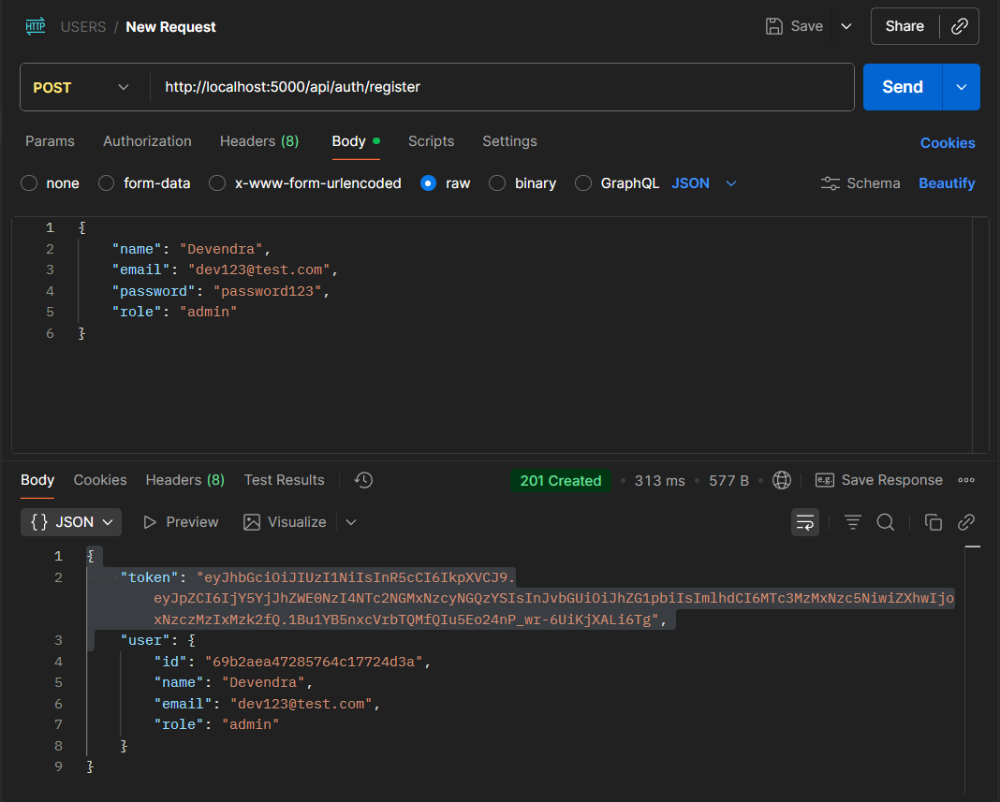 HTTP USERS / New Request Save Share
POST http://localhost:5000/api/auth/register Send
Params Authorization Headers (8) Body Scripts Settings Cookies
none form-data x-www-form-urlencoded raw binary GraphQL JSON Schema Beautify
1 {
2 "name": "Devendra",
3 "email": "dev123@test.com",
4 "password": "password123",
5 "role": "admin"
6 }
Body Cookies Headers (8) Test Results 201 Created • 313 ms • 577 B • e.g. Save Response
{} JSON Preview Visualize
1 {
2 "token": "eyJhbGciOiJIUzI1NiIsInR5cCI6IkpXVCJ9.
eyJpZCI6IjY5YjJhZWE0NzI4NTc2NGMxNzcyNGQzYSIsInJvbGUiOiJhZG1pbiIsImlhdCI6MTc3MzMxNzc5NiwiZXhwIjo
xNzczMzIxMzk2fQ.1Bu1YB5nxcVrbTQMfQIu5Eo24nP_wr-6UiKjXALi6Tg",
3 "user": {
4 "id": "69b2aea47285764c17724d3a",
5 "name": "Devendra",
6 "email": "dev123@test.com",
7 "role": "admin"
8 }
9 }